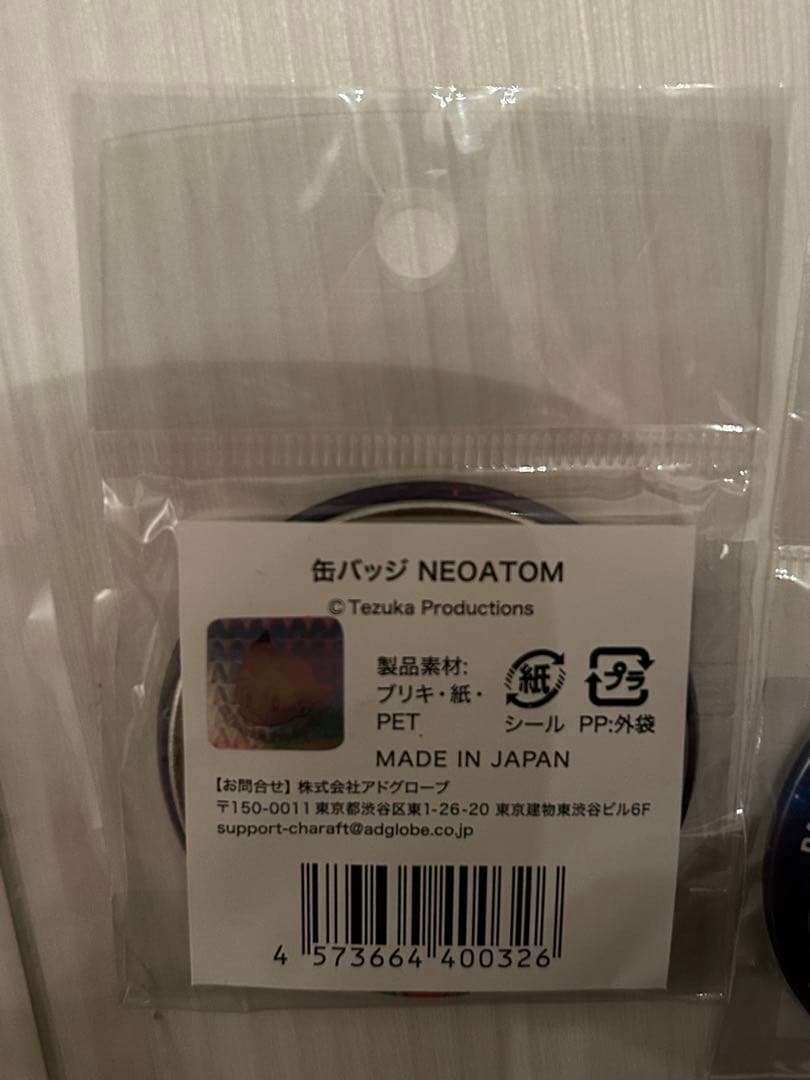 缶バッジ NEOATOM
©Tezuka Productions
製品素材:
ブリキ・紙・
PET
紙
シール
プラ
PP:外袋
MADE IN JAPAN
【お問合せ】株式会社アドグローブ
〒150-0011 東京都渋谷区東1-26-20 東京建物東渋谷ビル6F
support-charaft@adglobe.co.jp
4 573664 400326